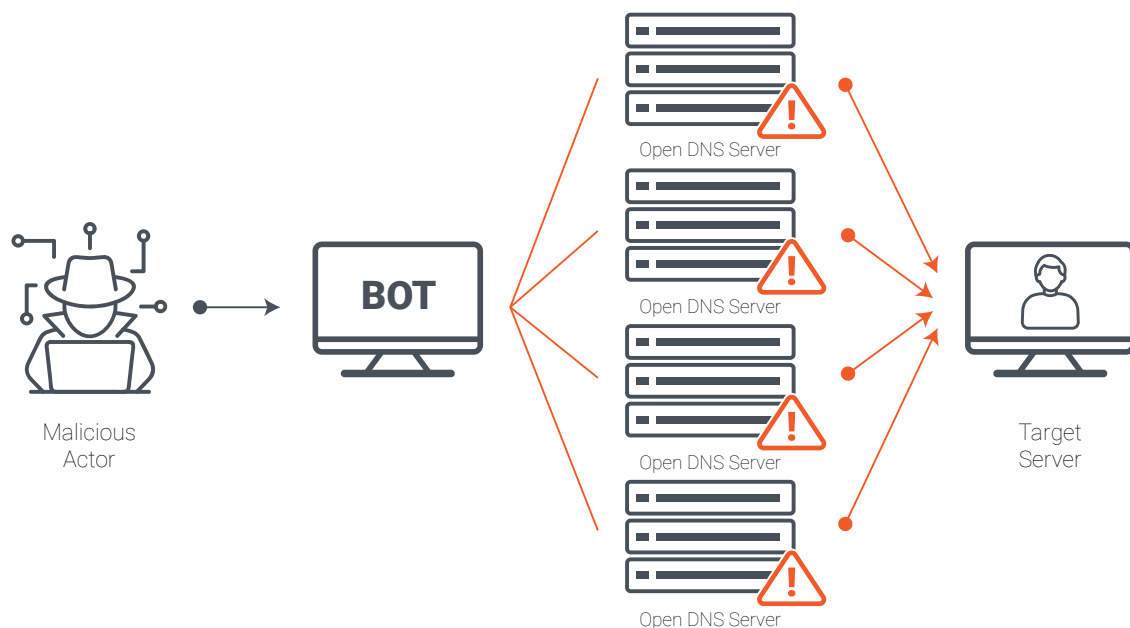 Open DNS Server
BOT
Open DNS Server
Malicious
Actor
Open DNS Server
Target
Server
Open DNS Server